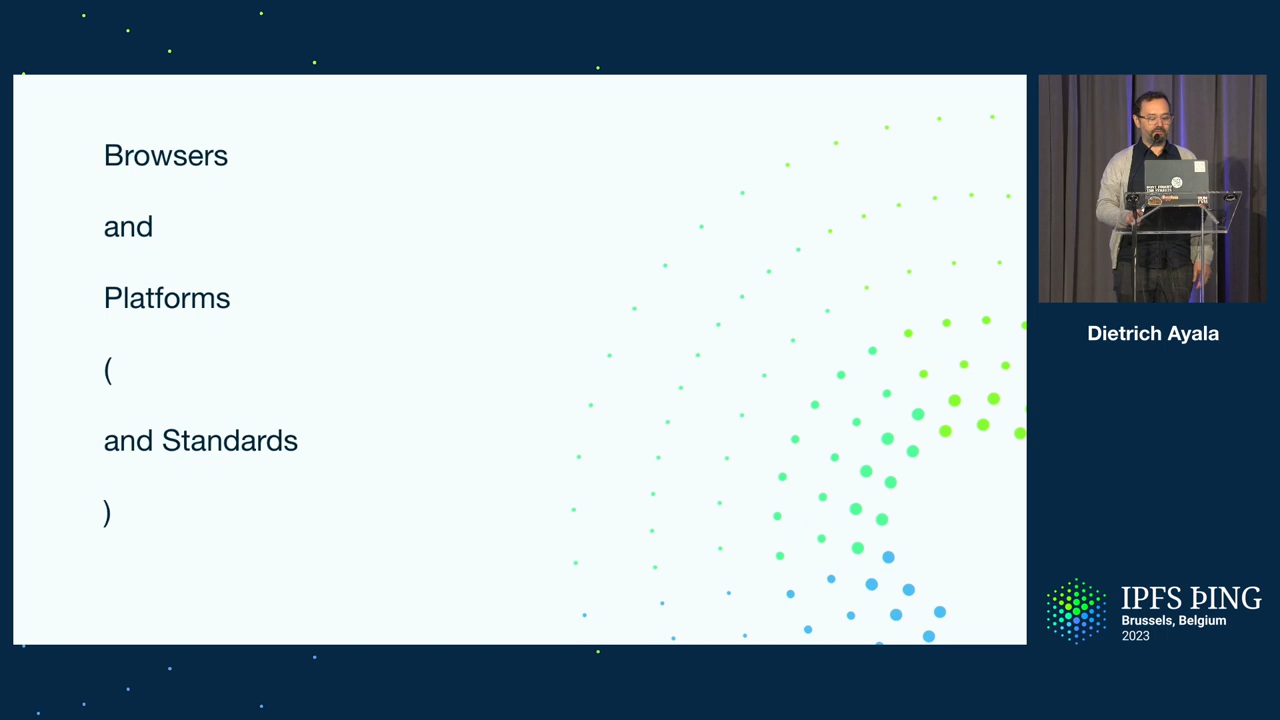 Browsers
and
Platforms
(
and Standards
)
Dietrich Ayala
IPFS ÞING
Brussels, Belgium
2023